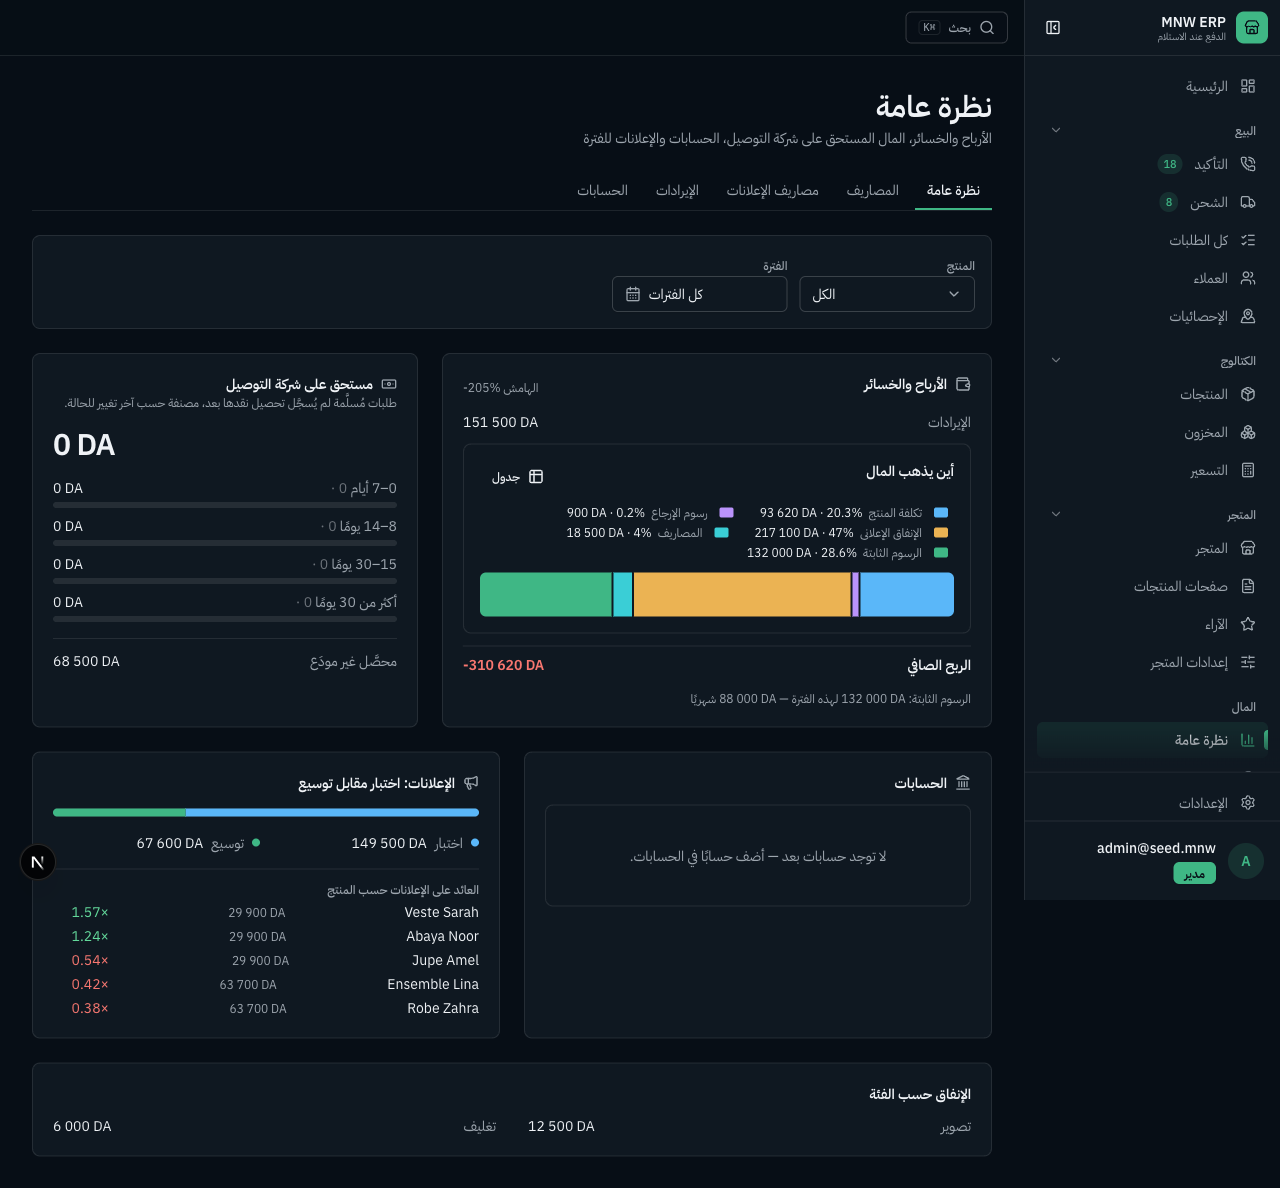 MNW ERP
الدفع عند الاستلام
بحث ⌘K
الرئيسية
البيع
التأكيد 18
الشحن 8
كل الطلبات
العملاء
الإحصائيات
الكتالوج
المنتجات
المخزون
التسعير
المتجر
المتجر
صفحات المنتجات
الآراء
إعدادات المتجر
المال
نظرة عامة
الإعدادات
A
admin@seed.mnw
مدير
نظرة عامة
الأرباح والخسائر، المال المستحق على شركة التوصيل، الحسابات والإعلانات للفترة
نظرة عامة المصاريف مصاريف الإعلانات الإيرادات الحسابات
المنتج الفترة
الكل كل الفترات
الأرباح والخسائر الهامش -205%
الإيرادات 151 500 DA
أين يذهب المال جدول
تكلفة المنتج 93 620 DA · 20.3% رسوم الإرجاع 900 DA · 0.2%
الإنفاق الإعلاني 217 100 DA · 47% المصاريف 18 500 DA · 4%
الرسوم الثابتة 132 000 DA · 28.6%
الربح الصافي -310 620 DA
الرسوم الثابتة: 132 000 DA لهذه الفترة — 88 000 DA شهريًا
مستحق على شركة التوصيل
طلبات مُسلَّمة لم يُسجَّل تحصيل نقدها بعد، مصنفة حسب آخر تغيير للحالة.
0 DA
0–7 أيام 0 · 0 DA
8–14 يومًا 0 · 0 DA
15–30 يومًا 0 · 0 DA
أكثر من 30 يومًا 0 · 0 DA
محصَّل غير مودَع 68 500 DA
الحسابات
لا توجد حسابات بعد — أضف حسابًا في الحسابات.
الإعلانات: اختبار مقابل توسيع
اختبار 149 500 DA توسيع 67 600 DA
العائد على الإعلانات حسب المنتج
Veste Sarah 29 900 DA 1.57×
Abaya Noor 29 900 DA 1.24×
Jupe Amel 29 900 DA 0.54×
Ensemble Lina 63 700 DA 0.42×
Robe Zahra 63 700 DA 0.38×
الإنفاق حسب الفئة
تصوير 12 500 DA تغليف 6 000 DA
N